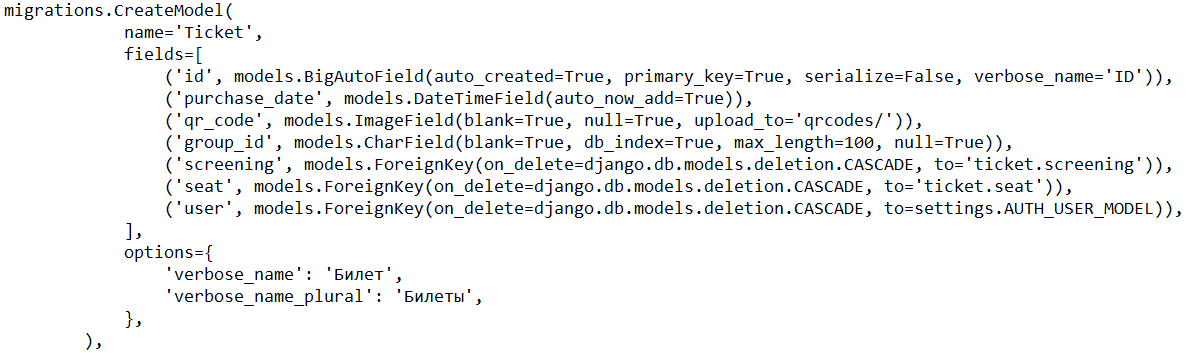 migrations.CreateModel(
            name='Ticket',
            fields=[
                ('id', models.BigAutoField(auto_created=True, primary_key=True, serialize=False, verbose_name='ID')),
                ('purchase_date', models.DateTimeField(auto_now_add=True)),
                ('qr_code', models.ImageField(blank=True, null=True, upload_to='qrcodes/')),
                ('group_id', models.CharField(blank=True, db_index=True, max_length=100, null=True)),
                ('screening', models.ForeignKey(on_delete=django.db.models.deletion.CASCADE, to='ticket.screening')),
                ('seat', models.ForeignKey(on_delete=django.db.models.deletion.CASCADE, to='ticket.seat')),
                ('user', models.ForeignKey(on_delete=django.db.models.deletion.CASCADE, to=settings.AUTH_USER_MODEL)),
            ],
            options={
                'verbose_name': 'Билет',
                'verbose_name_plural': 'Билеты',
            },
        ),